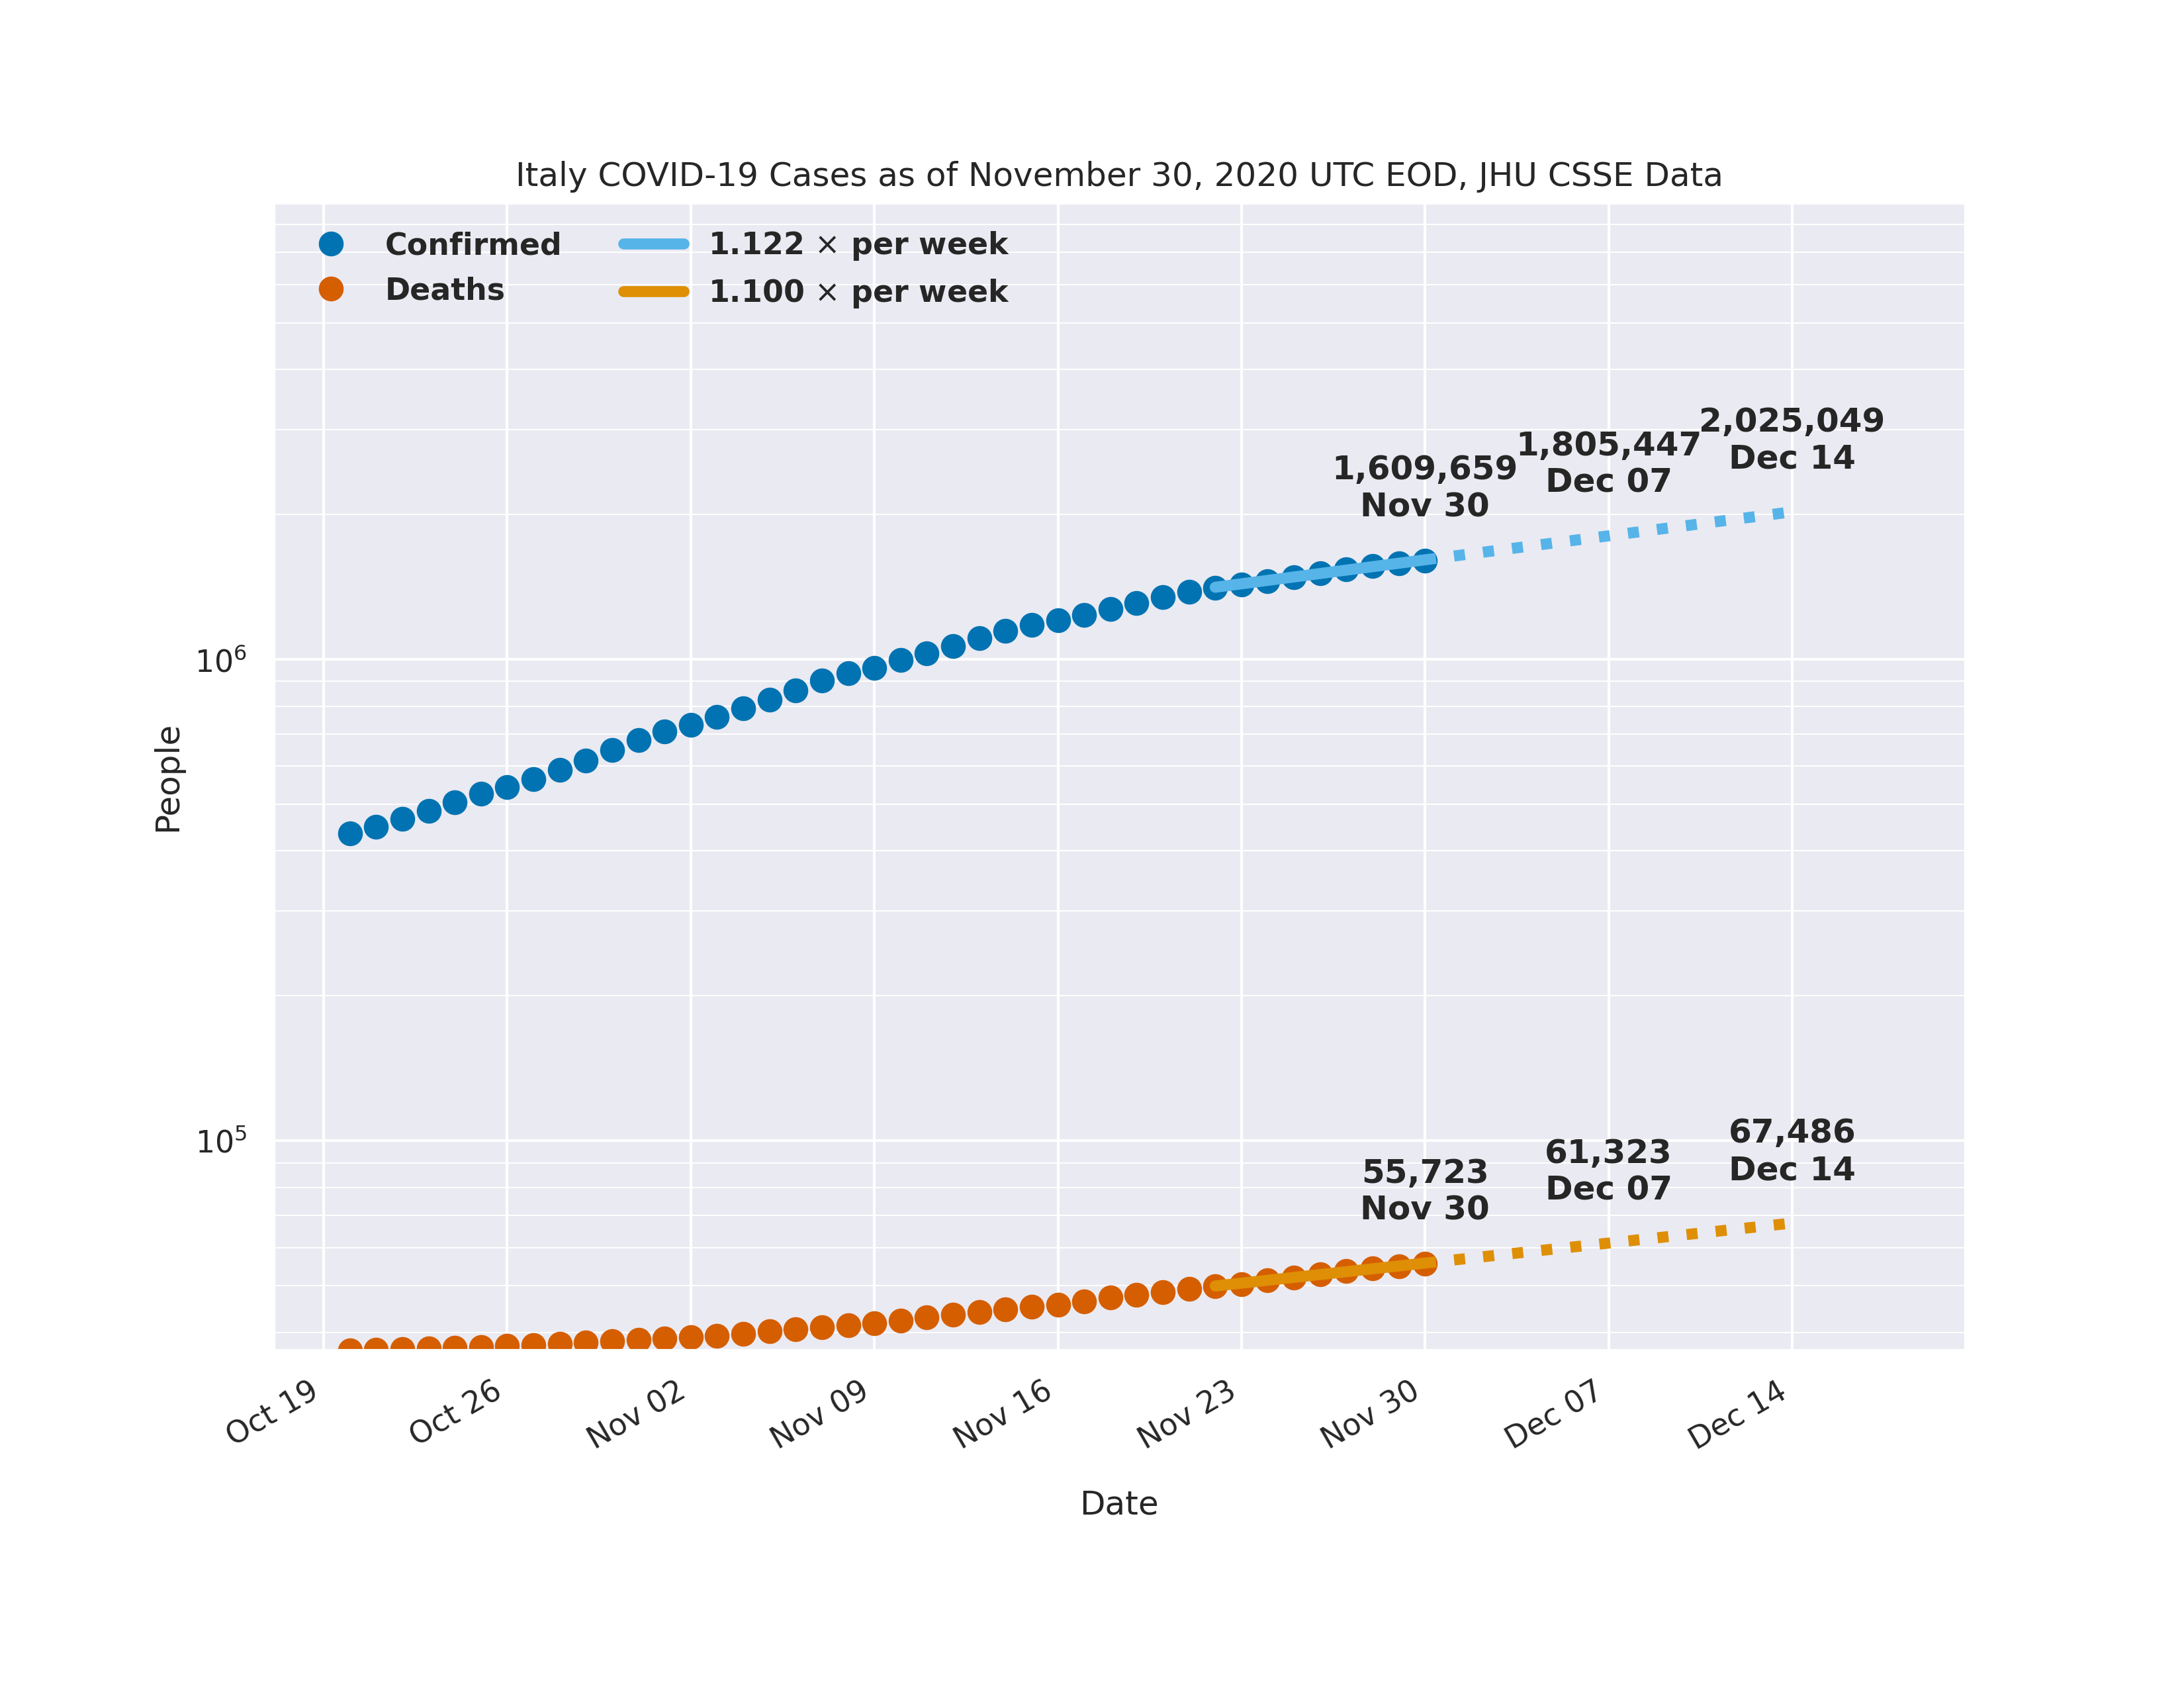 Italy COVID-19 Cases as of November 30, 2020 UTC EOD, JHU CSSE Data
Confirmed
Deaths
1.122 × per week
1.100 × per week
2,025,049
Dec 14
1,805,447
Dec 07
1,609,659
Nov 30
10⁶
People
10⁵
67,486
Dec 14
61,323
Dec 07
55,723
Nov 30
Oct 19
Oct 26
Nov 02
Nov 09
Nov 16
Nov 23
Nov 30
Dec 07
Dec 14
Date